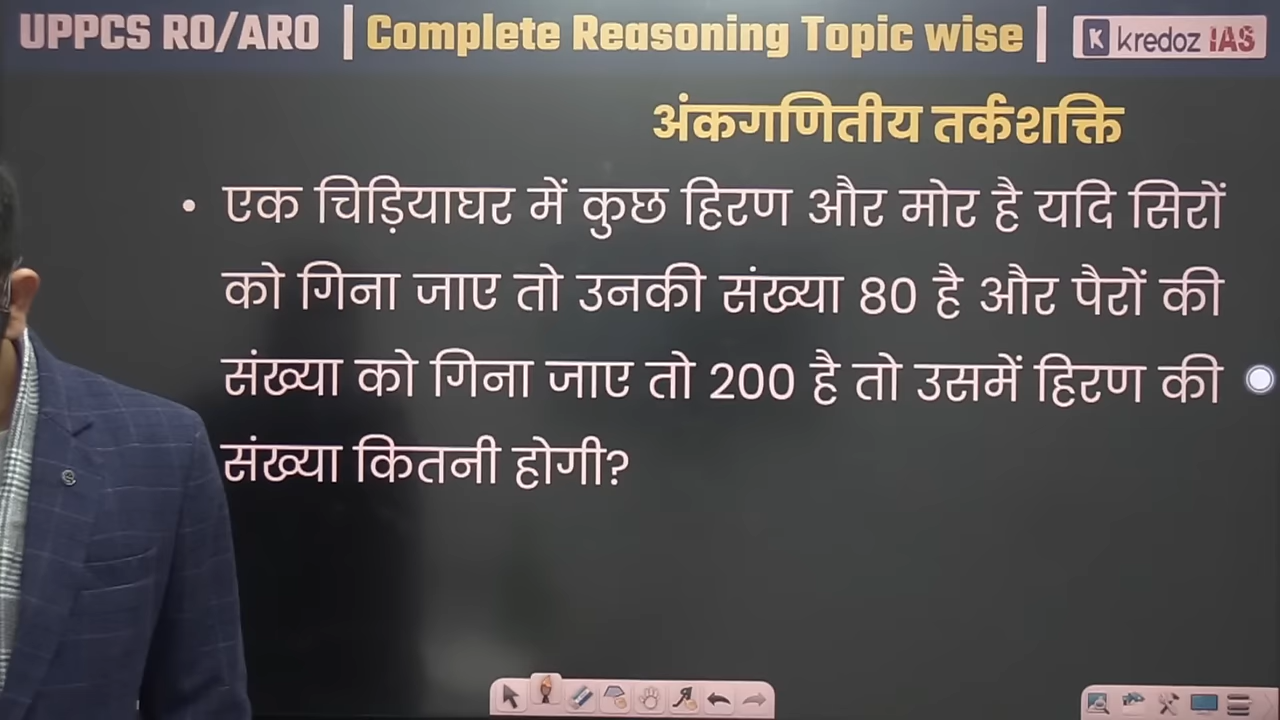 UPPCS RO/ARO | Complete Reasoning Topic wise | K kredoz IAS
अंकगणितीय तर्कशक्ति
• एक चिड़ियाघर में कुछ हिरण और मोर है यदि सिरों
को गिना जाए तो उनकी संख्या 80 है और पैरों की
संख्या को गिना जाए तो 200 है तो उसमें हिरण की
संख्या कितनी होगी?